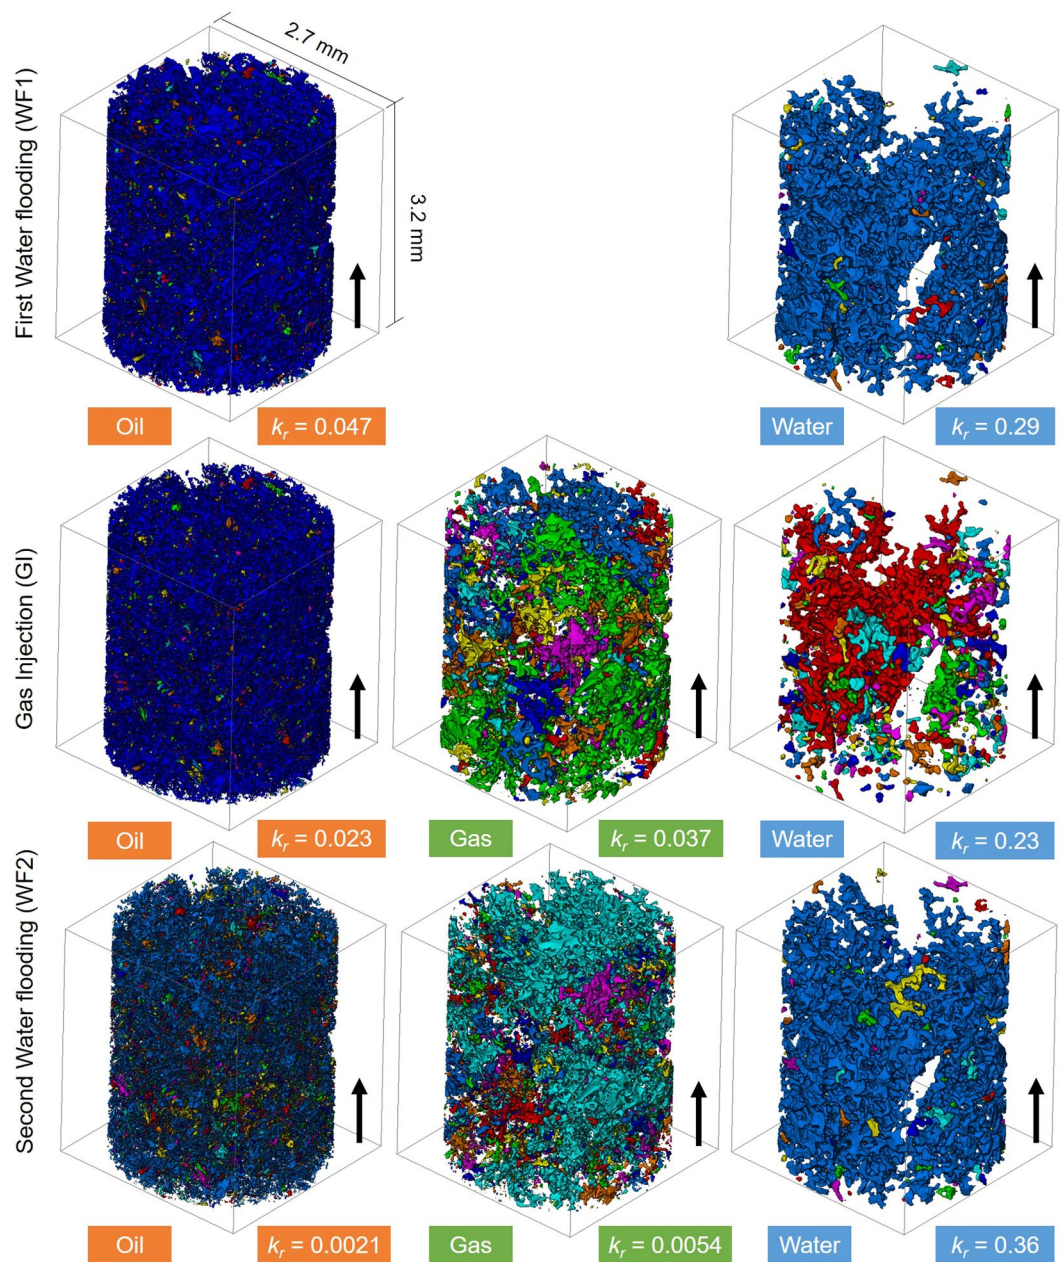 First Water flooding (WF1)
2.7 mm
3.2 mm
Oil
k_r = 0.047
Water
k_r = 0.29
Gas Injection (GI)
Oil
k_r = 0.023
Gas
k_r = 0.037
Water
k_r = 0.23
Second Water flooding (WF2)
Oil
k_r = 0.0021
Gas
k_r = 0.0054
Water
k_r = 0.36